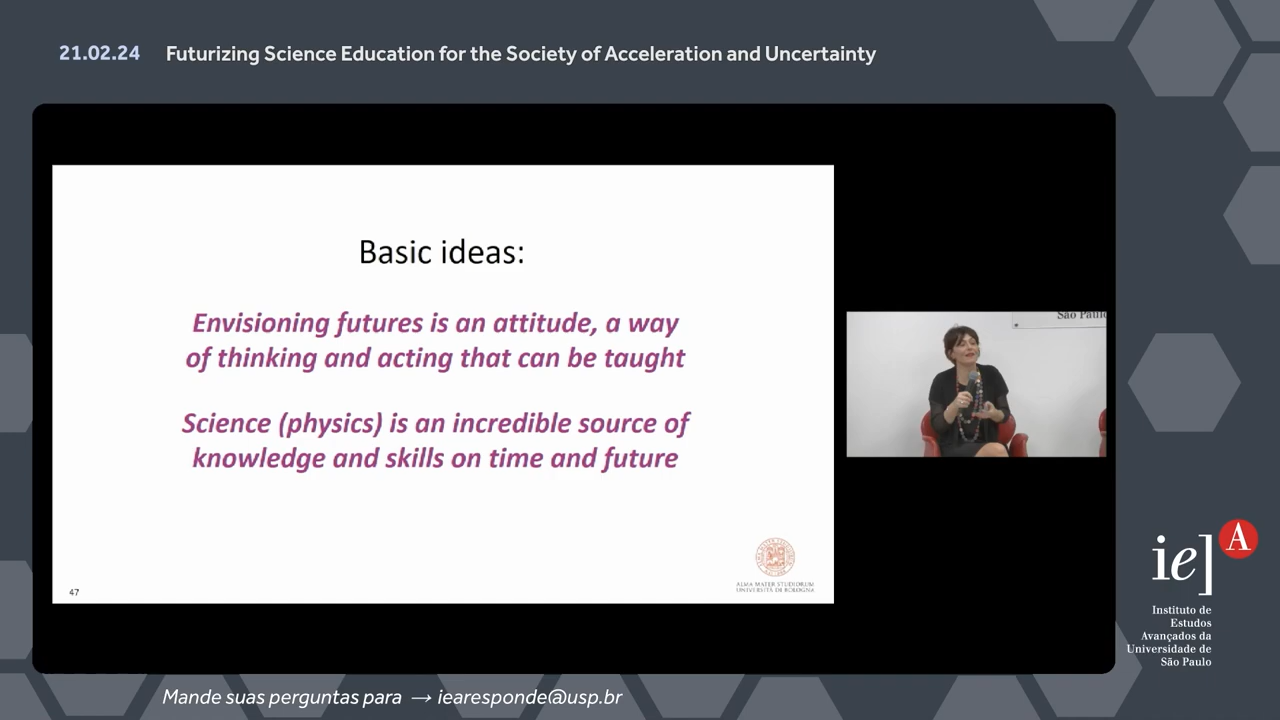 21.02.24 Futurizing Science Education for the Society of Acceleration and Uncertainty
Basic ideas:
Envisioning futures is an attitude, a way
of thinking and acting that can be taught
Science (physics) is an incredible source of
knowledge and skills on time and future
47
ALMA MATER STUDIORUM
UNIVERSITÀ DI BOLOGNA
São Paulo
ie] A
Instituto de
Estudos
Avançados da
Universidade de
São Paulo
Mande suas perguntas para → iearesponde@usp.br